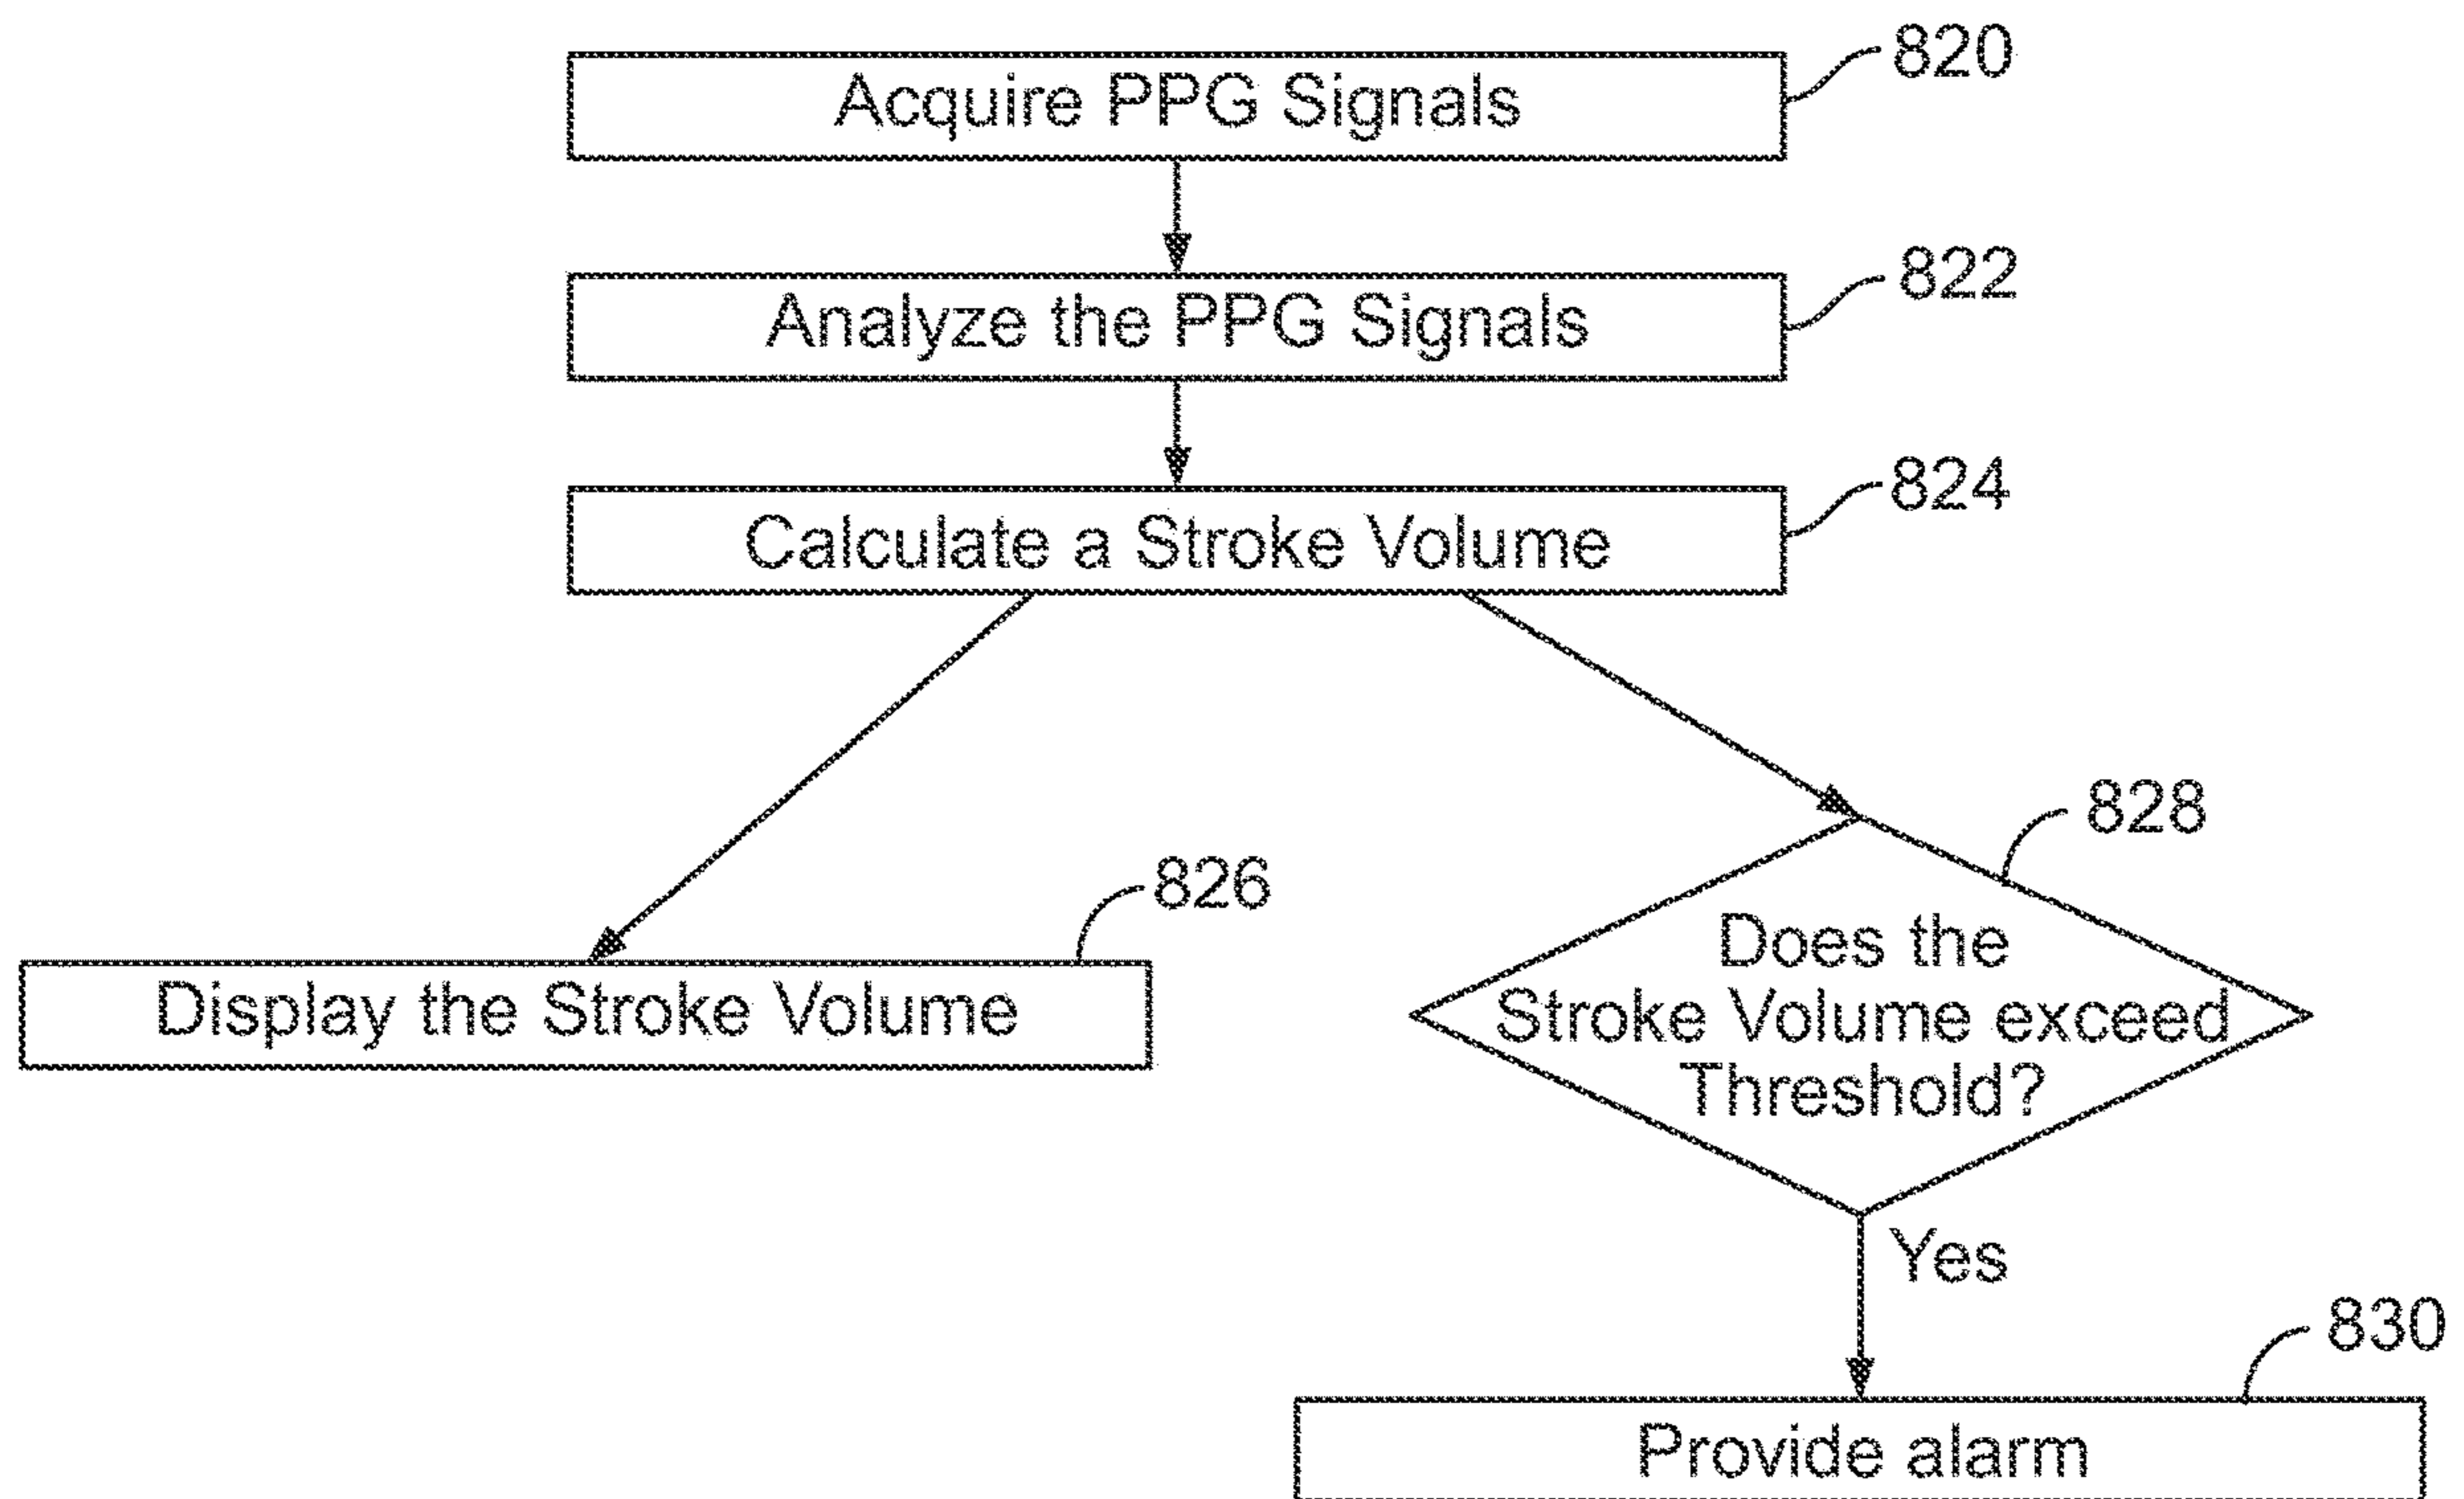 Acquire PPG Signals
820
Analyze the PPG Signals
822
Calculate a Stroke Volume
824
Display the Stroke Volume
826
828
Does the
Stroke Volume exceed
Threshold?
Yes
830
Provide alarm